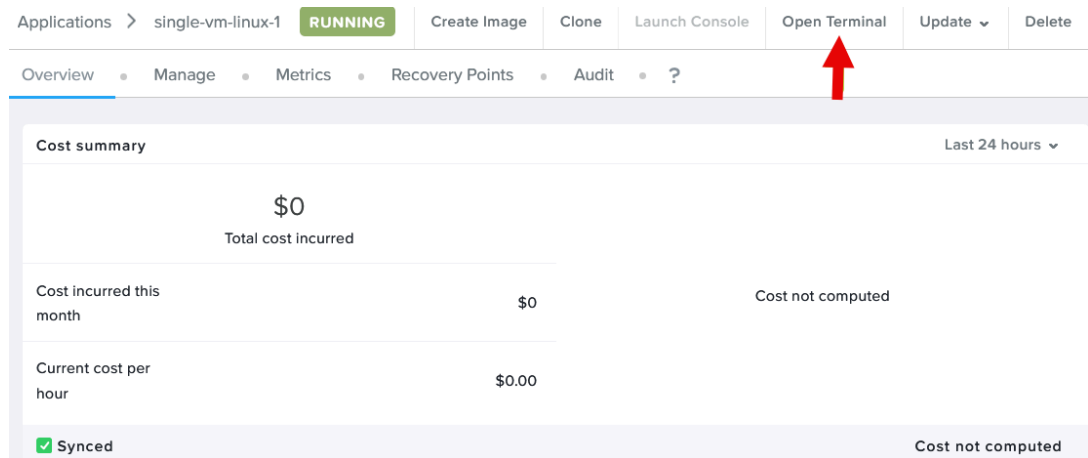 Applications > single-vm-linux-1 RUNNING Create Image Clone Launch Console Open Terminal Update Delete
Overview Manage Metrics Recovery Points Audit ?
Cost summary Last 24 hours
$0
Total cost incurred
Cost incurred this
month
$0
Cost not computed
Current cost per
hour
$0.00
Synced Cost not computed